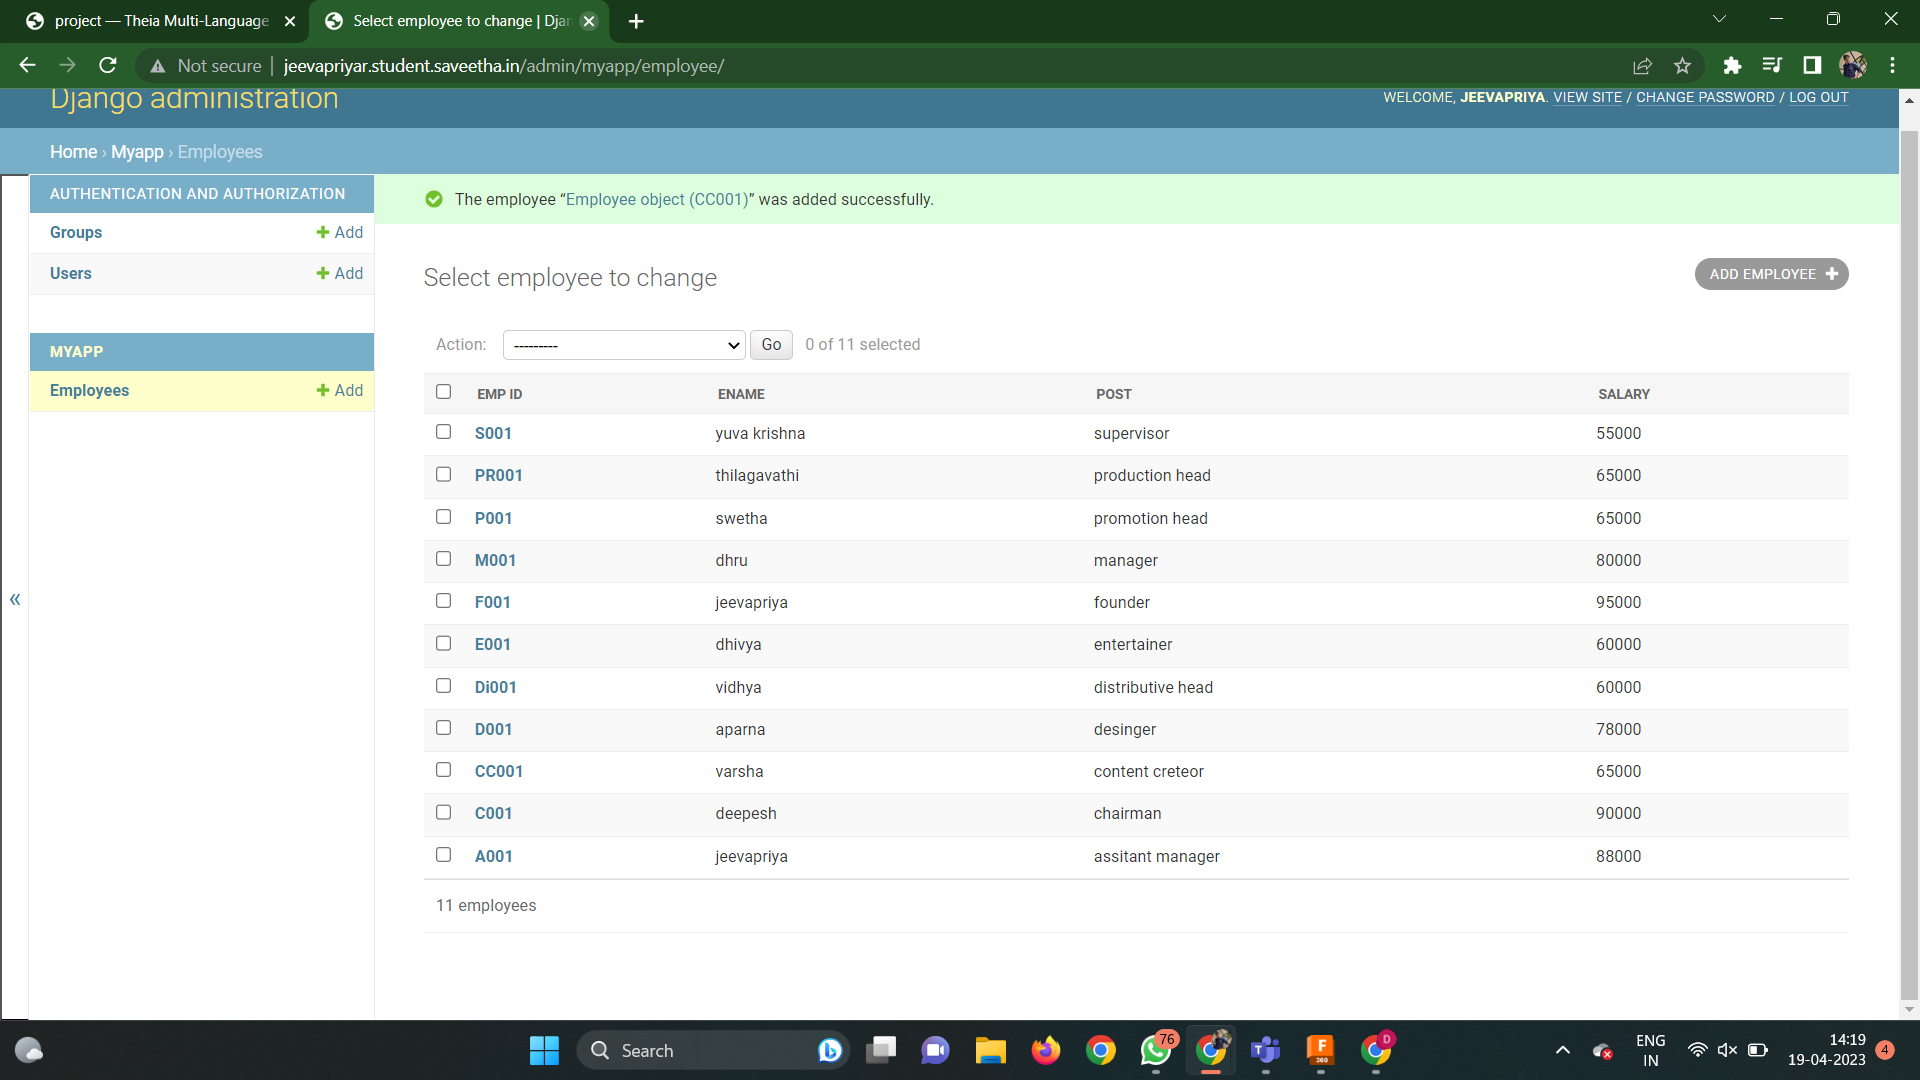 project — Theia Multi-Language
Select employee to change | Djan
Not secure | jeevapriyar.student.saveetha.in/admin/myapp/employee/
Django administration
WELCOME, JEEVAPRIYA. VIEW SITE / CHANGE PASSWORD / LOG OUT
Home › Myapp › Employees
AUTHENTICATION AND AUTHORIZATION
Groups + Add
Users + Add
MYAPP
Employees + Add
«
The employee “Employee object (CC001)” was added successfully.
Select employee to change
ADD EMPLOYEE +
Action: --------- Go 0 of 11 selected
EMP ID ENAME POST SALARY
S001 yuva krishna supervisor 55000
PR001 thilagavathi production head 65000
P001 swetha promotion head 65000
M001 dhru manager 80000
F001 jeevapriya founder 95000
E001 dhivya entertainer 60000
Di001 vidhya distributive head 60000
D001 aparna desinger 78000
CC001 varsha content creteor 65000
C001 deepesh chairman 90000
A001 jeevapriya assitant manager 88000
11 employees
Search
76
T
F
360
D
ENG
IN
14:19
19-04-2023
4